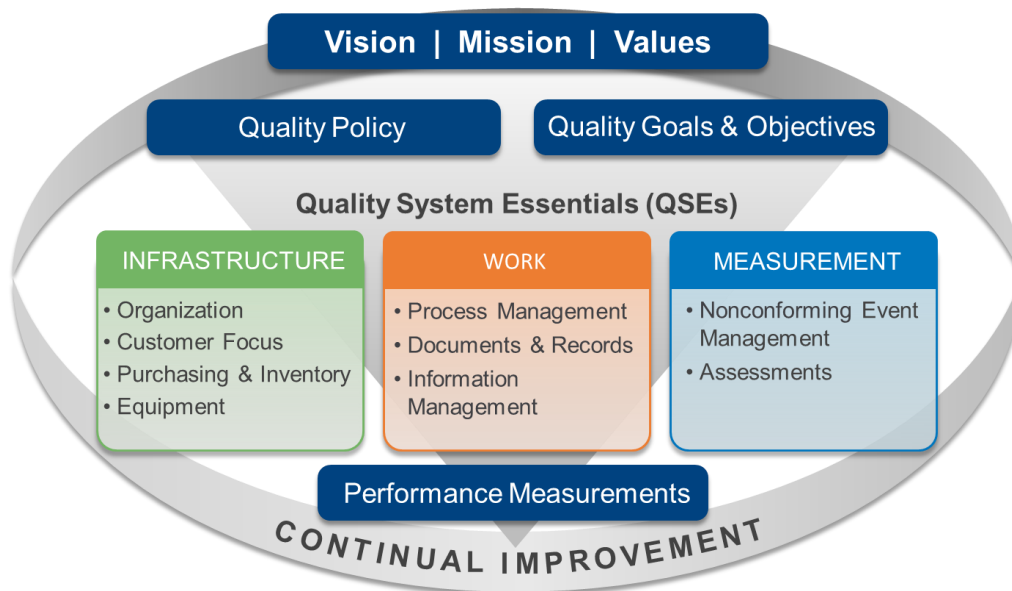 Vision | Mission | Values
Quality Policy
Quality Goals & Objectives
Quality System Essentials (QSEs)
INFRASTRUCTURE
• Organization
• Customer Focus
• Purchasing & Inventory
• Equipment
WORK
• Process Management
• Documents & Records
• Information
Management
MEASUREMENT
• Nonconforming Event
Management
• Assessments
Performance Measurements
CONTINUAL IMPROVEMENT